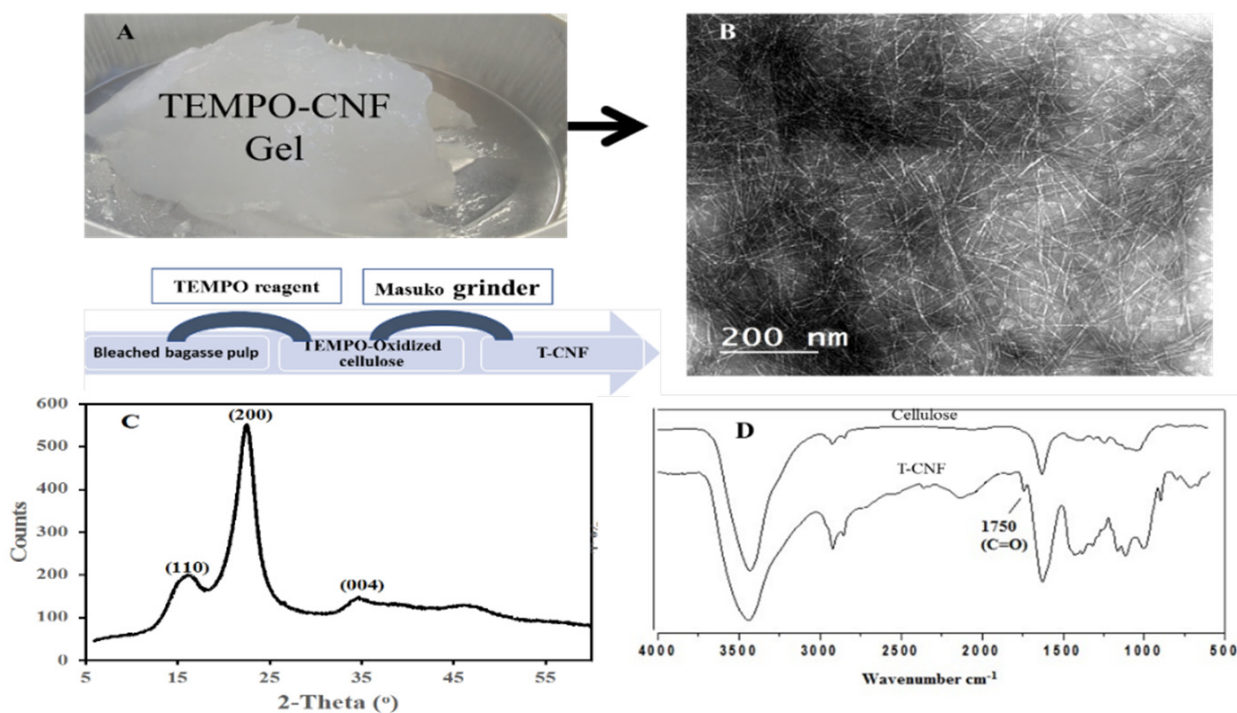 A
TEMPO-CNF
Gel
B
200 nm
TEMPO reagent
Masuko grinder
Bleached bagasse pulp
TEMPO-Oxidized
cellulose
T-CNF
C
600
500
400
300
200
100
0
Counts
(110)
(200)
(004)
5
15
25
35
45
55
2-Theta (°)
D
Cellulose
T-CNF
1750
(C=O)
4000
3500
3000
2500
2000
1500
1000
500
Wavenumber cm-1